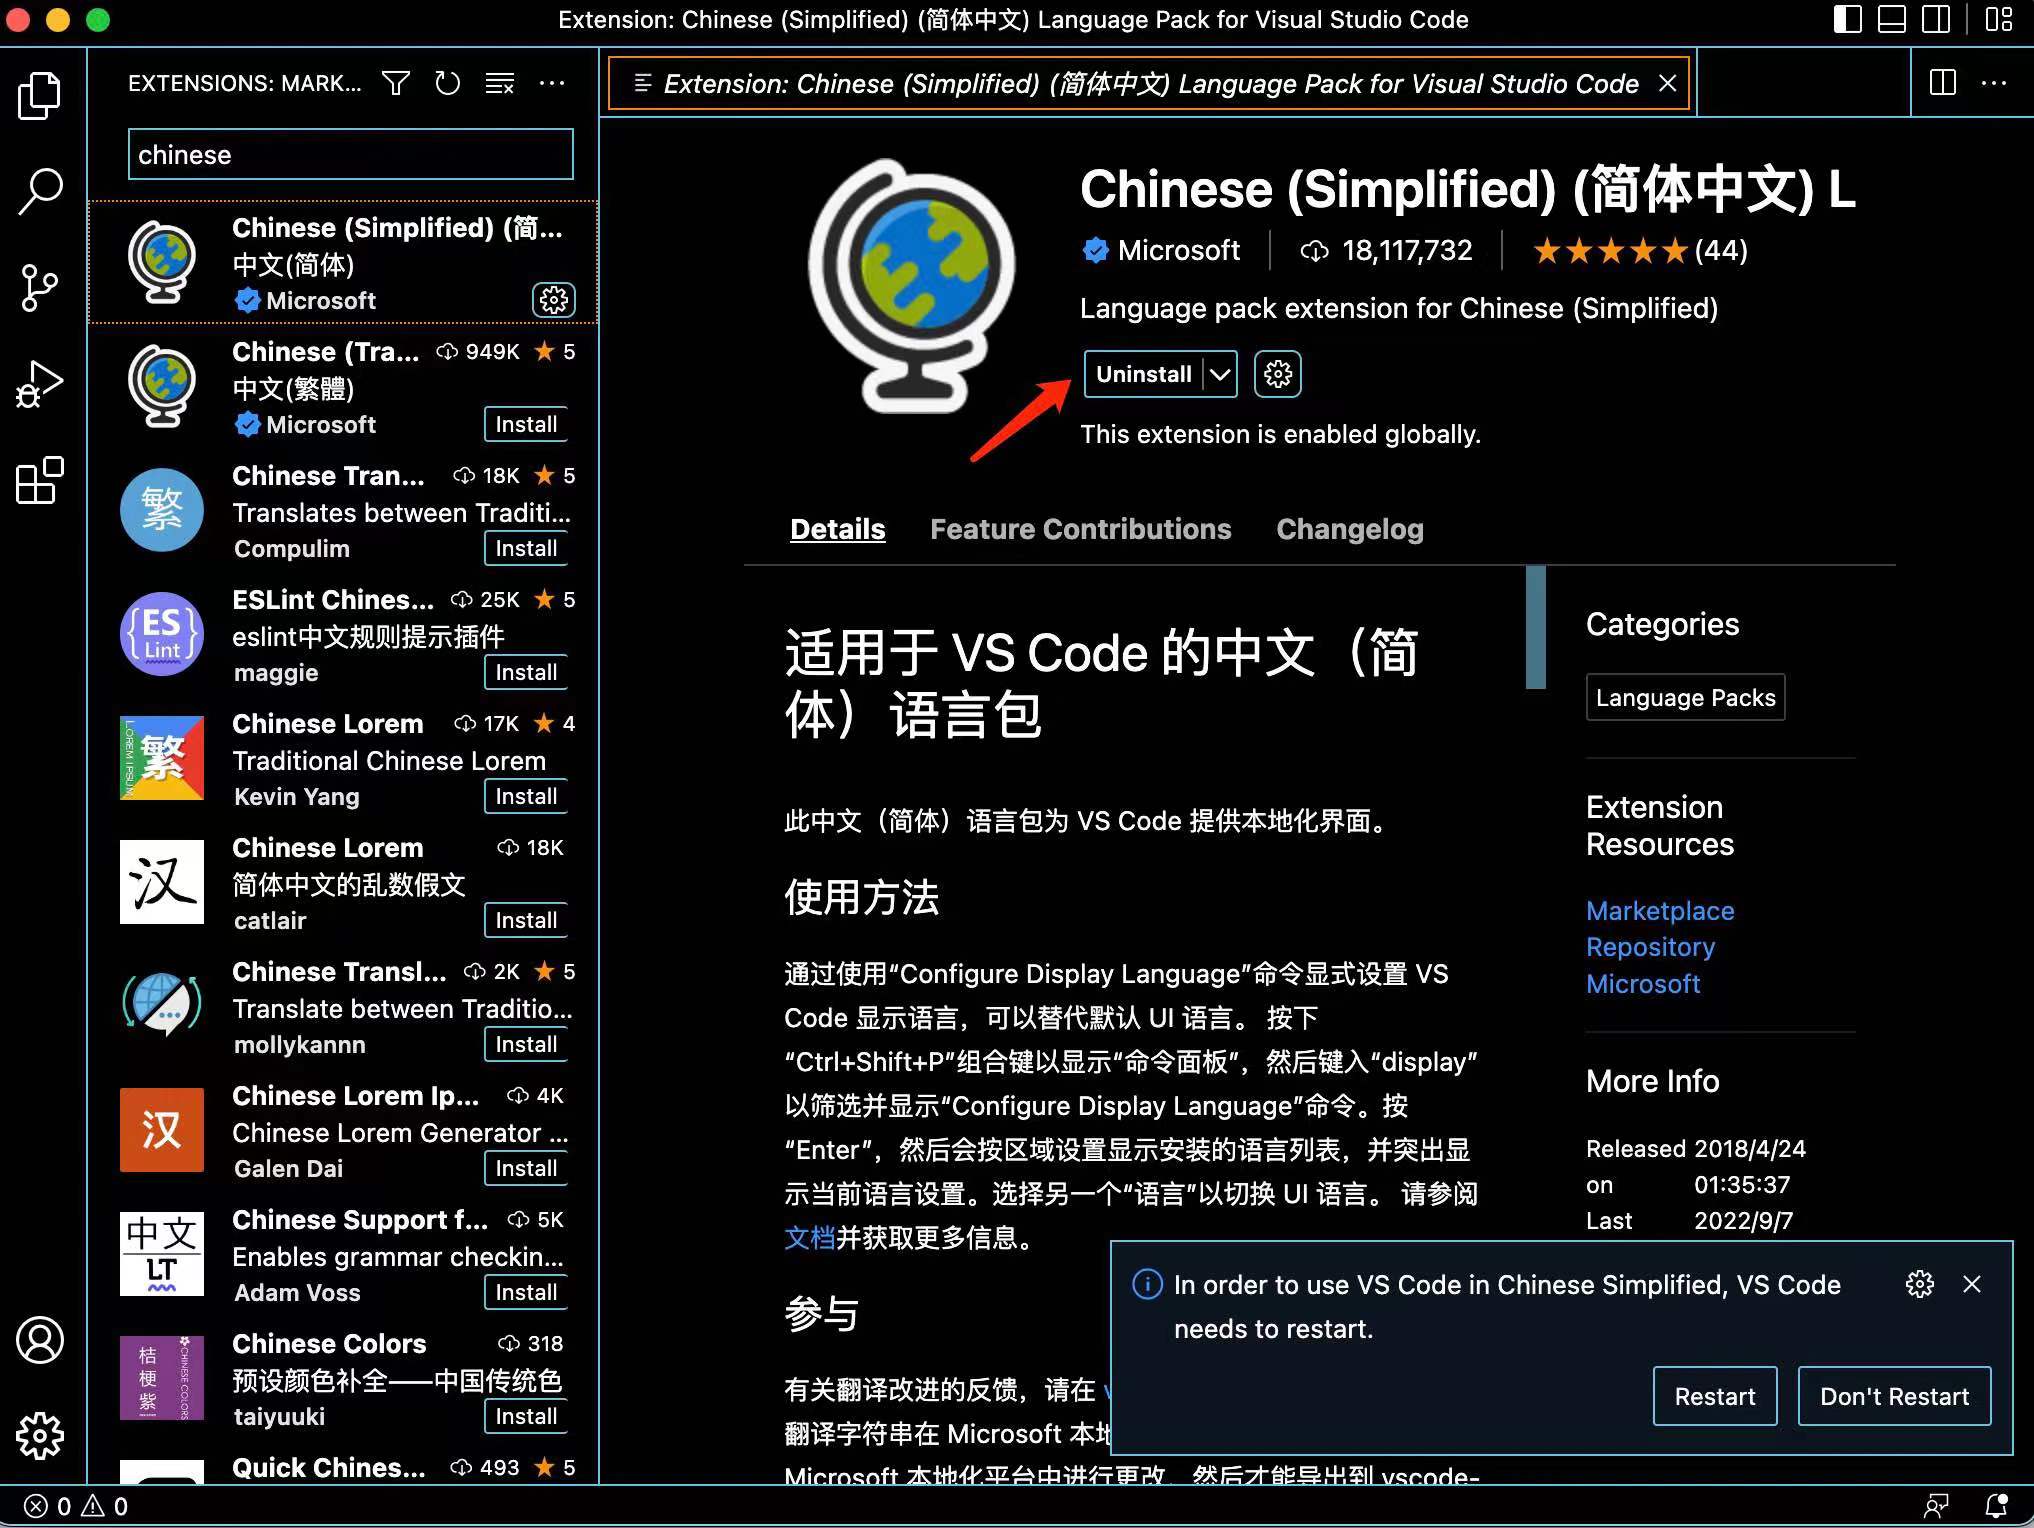 Extension: Chinese (Simplified) (简体中文) Language Pack for Visual Studio Code
EXTENSIONS: MARK...
chinese
Chinese (Simplified) (简...
中文(简体)
Microsoft
Chinese (Tra... 949K 5
中文(繁體)
Microsoft Install
繁
Chinese Tran... 18K 5
Translates between Traditi...
Compulim Install
{ES}
Lint
ESLint Chines... 25K 5
eslint中文规则提示插件
maggie Install
LOREM IPSUM
繁
Chinese Lorem 17K 4
Traditional Chinese Lorem
Kevin Yang Install
汉
Chinese Lorem 18K
简体中文的乱数假文
catlair Install
Chinese Transl... 2K 5
Translate between Traditio...
mollykannn Install
汉
Chinese Lorem Ip... 4K
Chinese Lorem Generator ...
Galen Dai Install
中文
LT
Chinese Support f... 5K
Enables grammar checkin...
Adam Voss Install
桔梗紫
CHINESE COLORS
Chinese Colors 318
预设颜色补全——中国传统色
taiyuuki Install
Quick Chines... 493 5
Extension: Chinese (Simplified) (简体中文) Language Pack for Visual Studio Code
Chinese (Simplified) (简体中文) L
Microsoft 18,117,732 (44)
Language pack extension for Chinese (Simplified)
Uninstall
This extension is enabled globally.
Details Feature Contributions Changelog
适用于 VS Code 的中文（简
体）语言包
此中文（简体）语言包为 VS Code 提供本地化界面。
使用方法
通过使用“Configure Display Language”命令显式设置 VS
Code 显示语言，可以替代默认 UI 语言。 按下
“Ctrl+Shift+P”组合键以显示“命令面板”，然后键入“display”
以筛选并显示“Configure Display Language”命令。按
“Enter”，然后会按区域设置显示安装的语言列表，并突出显
示当前语言设置。选择另一个“语言”以切换 UI 语言。 请参阅
文档并获取更多信息。
参与
有关翻译改进的反馈，请在
翻译字符串在 Microsoft 本地
Microsoft 本地化平台中进行更改，然后才能导出到 vscode-
Categories
Language Packs
Extension
Resources
Marketplace
Repository
Microsoft
More Info
Released 2018/4/24
on 01:35:37
Last 2022/9/7
In order to use VS Code in Chinese Simplified, VS Code
needs to restart.
Restart Don't Restart
0 0